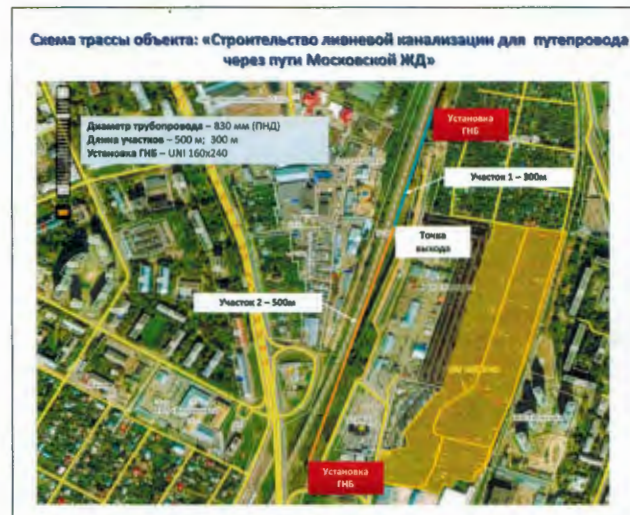 Схема трассы объекта: «Строительство ливневой канализации для путепровода
через пути Московской ЖД»
Диаметр трубопровода – 830 мм (ПНД)
Длина участков – 500 м; 300 м
Установка ГНБ – UNI 160x240
Установка
ГНБ
Участок 1 – 300м
Точка
выхода
Участок 2 – 500м
Установка
ГНБ